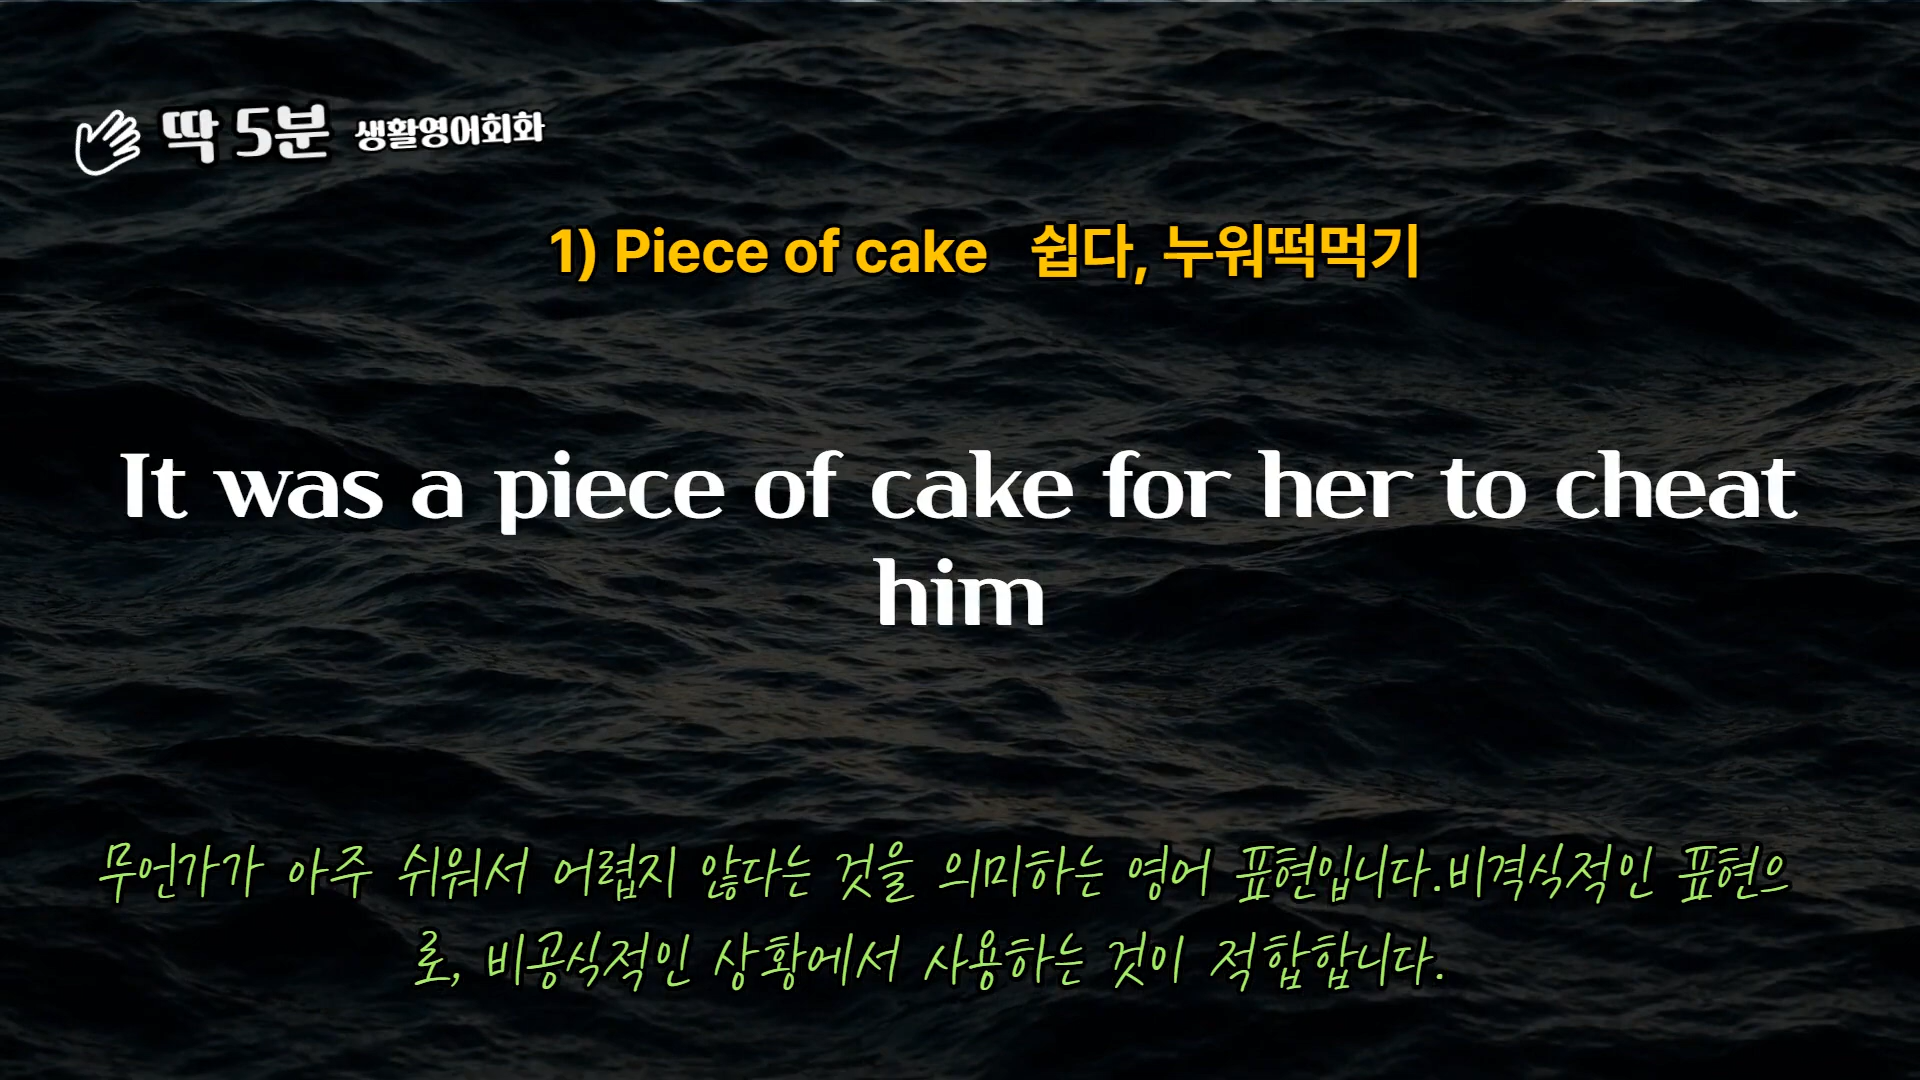 딱 5분 생활영어회화
1) Piece of cake 쉽다, 누워떡먹기
It was a piece of cake for her to cheat
him
무언가가 아주 쉬워서 어렵지 않다는 것을 의미하는 영어 표현입니다.비격식적인 표현으
로, 비공식적인 상황에서 사용하는 것이 적합합니다.